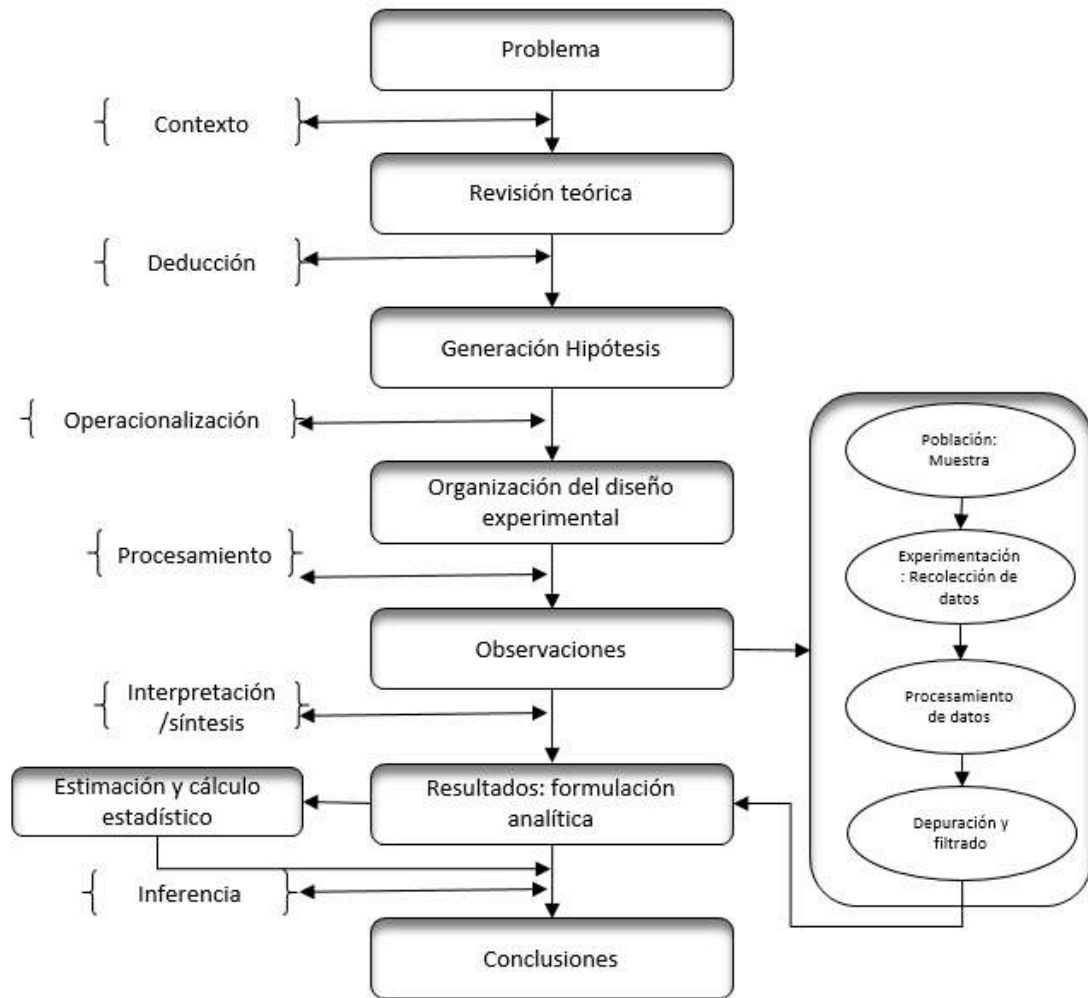 Problema
Contexto
Revisión teórica
Deducción
Generación Hipótesis
Operacionalización
Organización del diseño
experimental
Procesamiento
Observaciones
Interpretación
/síntesis
Resultados: formulación
analítica
Estimación y cálculo
estadístico
Inferencia
Conclusiones
Población:
Muestra
Experimentación
: Recolección de
datos
Procesamiento
de datos
Depuración y
filtrado